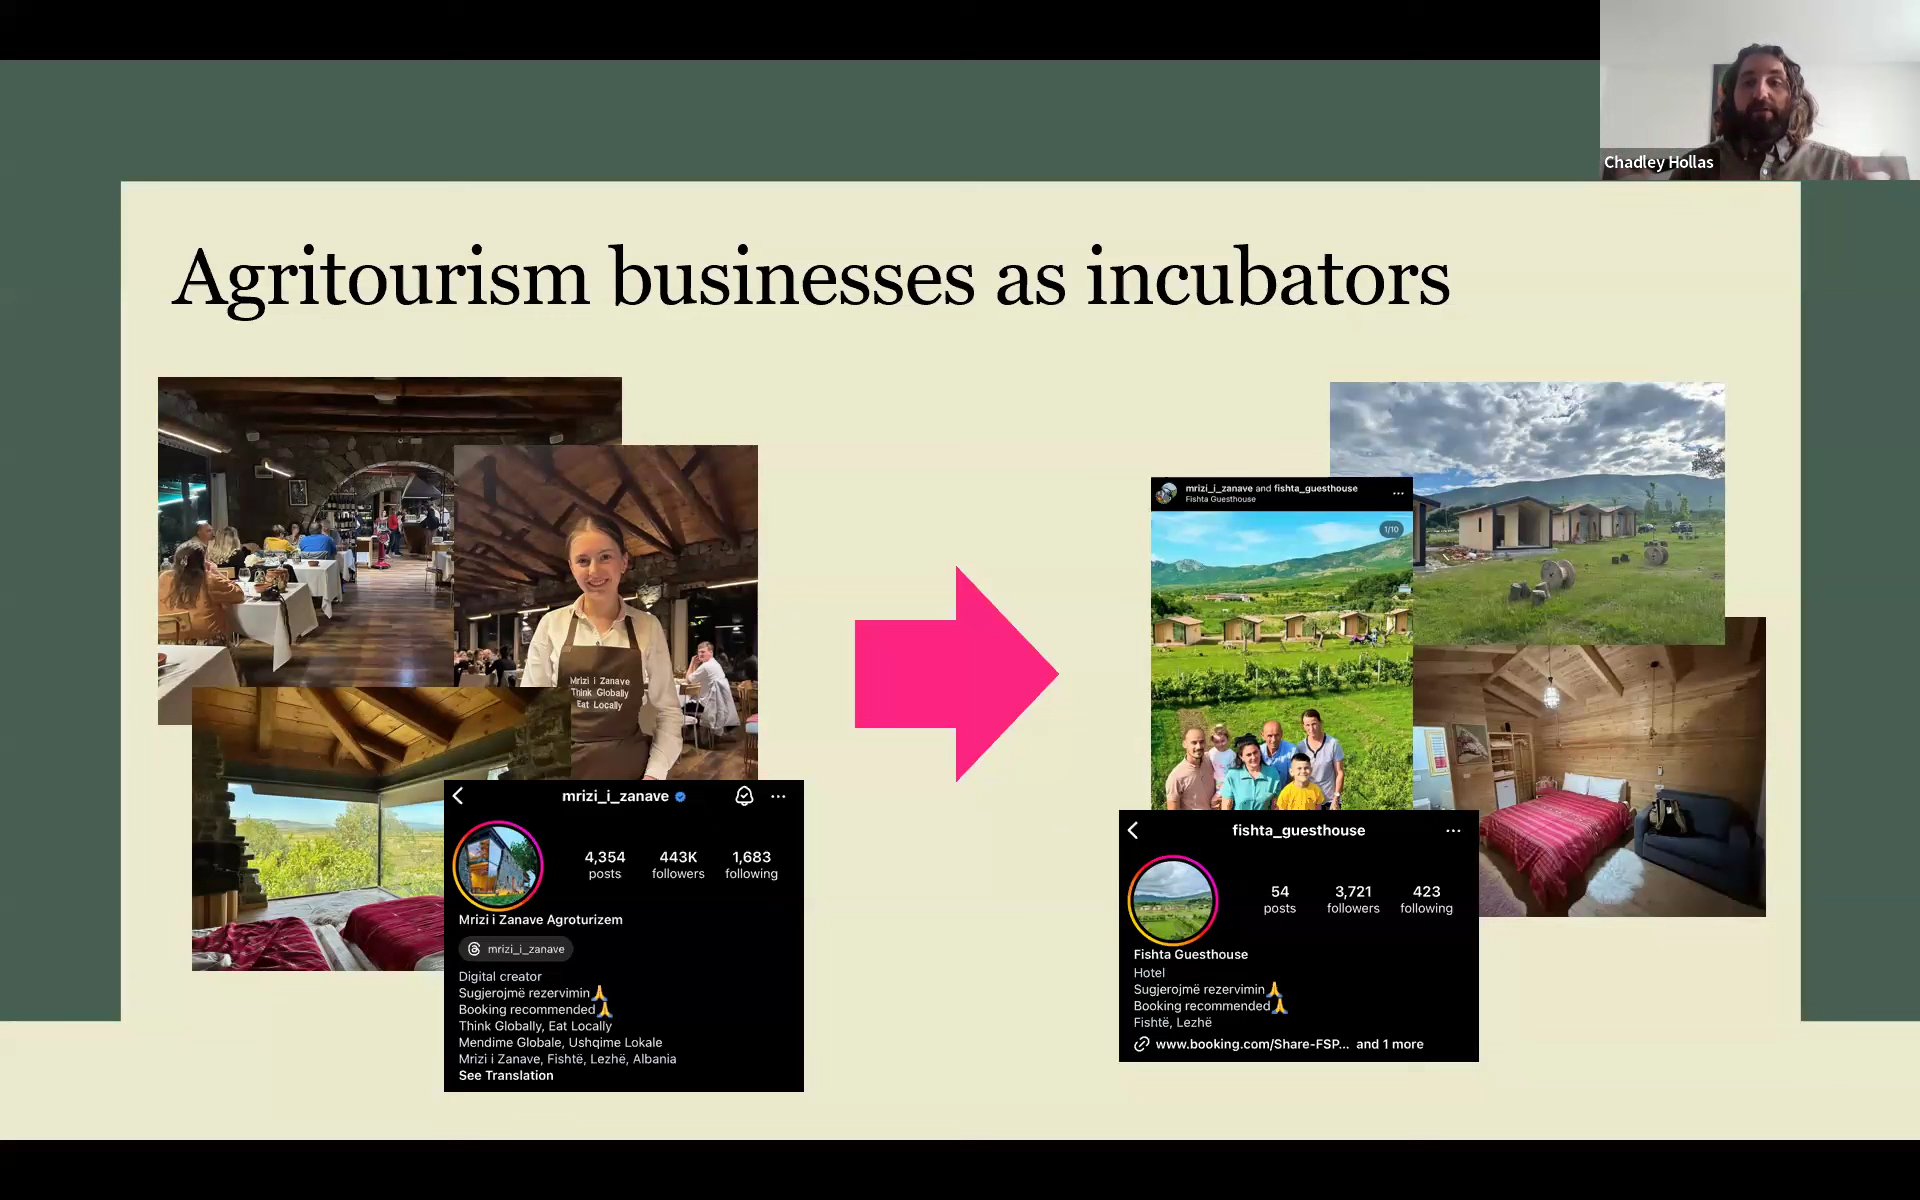 Chadley Hollas
Agritourism businesses as incubators
Mrizi i Zanave
Think Globally
Eat Locally
mrizi_i_zanave
4,354 443K 1,683
posts followers following
Mrizi i Zanave Agroturizem
mrizi_i_zanave
Digital creator
Sugjerojmë rezervimin🙏
Booking recommended🙏
Think Globally, Eat Locally
Mendime Globale, Ushqime Lokale
Mrizi i Zanave, Fishtë, Lezhë, Albania
See Translation
mrizi_i_zanave and fishta_guesthouse
Fishta Guesthouse
1/10
fishta_guesthouse
54 3,721 423
posts followers following
Fishta Guesthouse
Hotel
Sugjerojmë rezervimin🙏
Booking recommended🙏
Fishtë, Lezhë
www.booking.com/Share-FSP... and 1 more